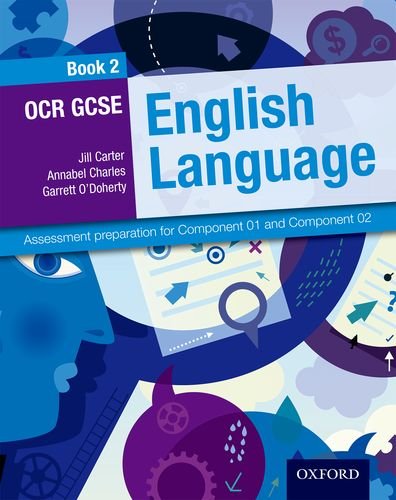 Book 2
OCR GCSE
Jill Carter
Annabel Charles
Garrett O'Doherty
English
Language
Assessment preparation for Component 01 and Component 02
OXFORD